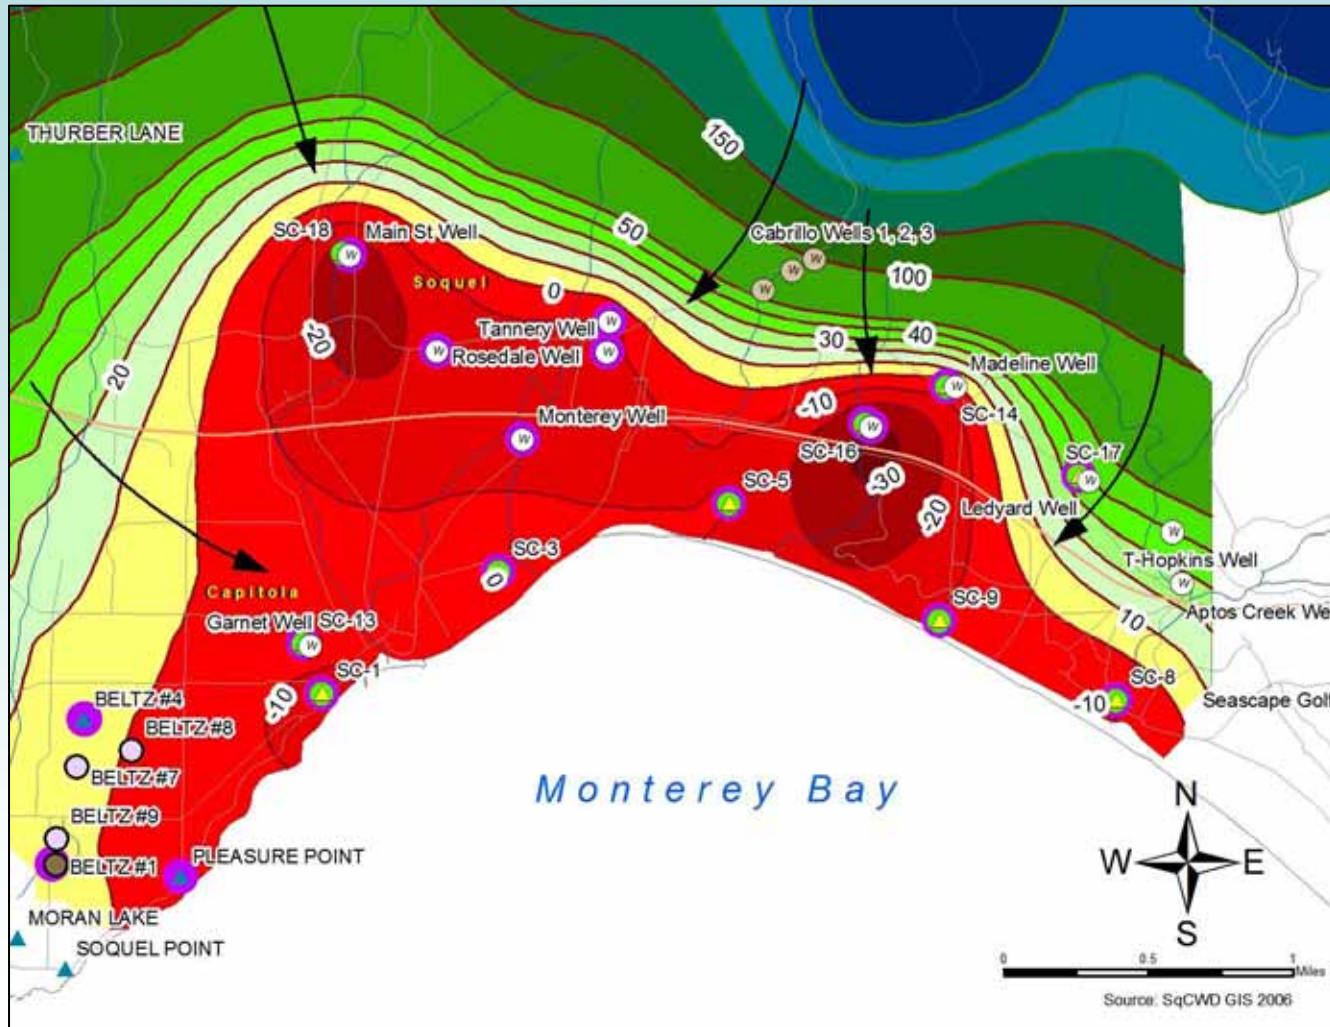 THURBER LANE
150
SC-18
Main St Well
50
Cabrillo Wells 1, 2, 3
W
W
W
W
Soquel
0
100
-20
Tannery Well
W
30
40
Rosedale Well
W
W
Madeline Well
W
20
-10
SC-14
Monterey Well
W
W
SC-16
SC-17
W
-30
SC-5
-20
Ledyard Well
W
SC-3
0
T-Hopkins Well
W
Capitola
Aptos Creek We
Garnet Well SC-13
W
SC-9
10
SC-1
-10
SC-8
-10
Seascape Golf
BELTZ #4
BELTZ #8
BELTZ #7
Monterey Bay
BELTZ #9
BELTZ #1
PLEASURE POINT
N
W
E
S
MORAN LAKE
SOQUEL POINT
0
0.5
1
Miles
Source: SqCWD GIS 2006